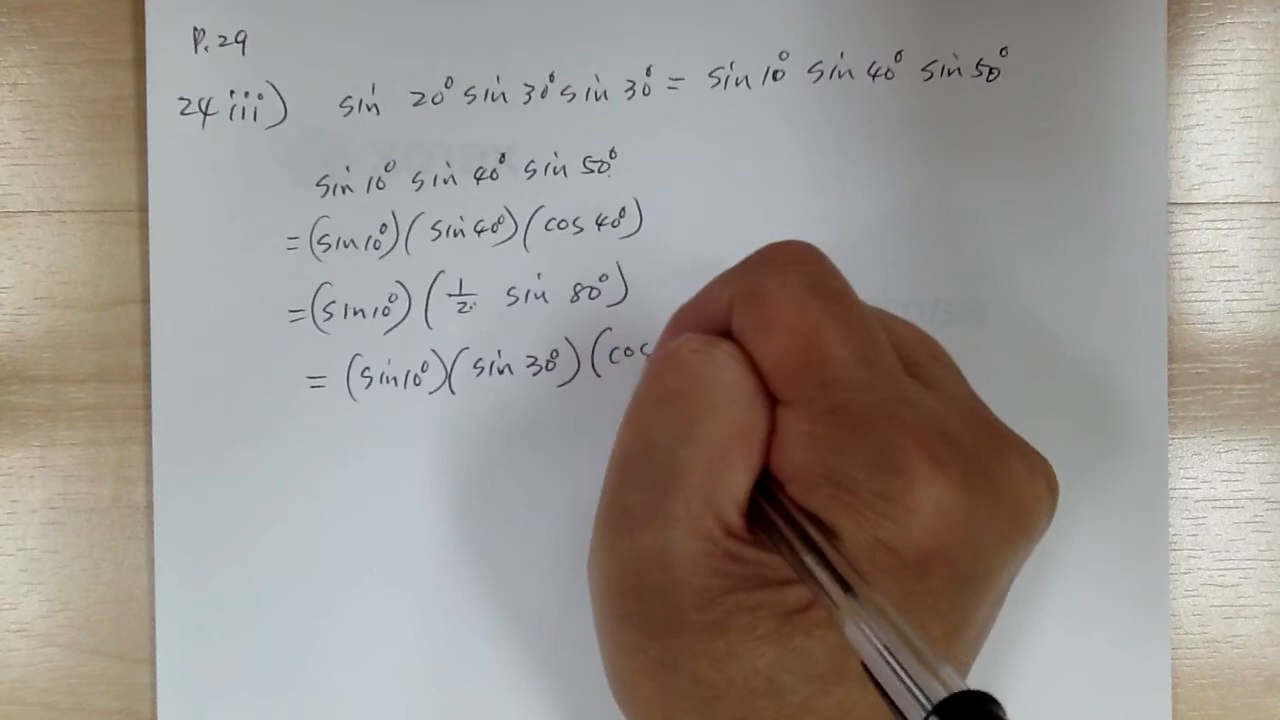 P.29
24 iii) sin 20° sin 30° sin 30° = sin 10° sin 40° sin 50°
sin 10° sin 40° sin 50°
= (sin 10°)(sin 40°)(cos 40°)
= (sin 10°)(1/2 sin 80°)
= (sin 10°)(sin 30°)(cos